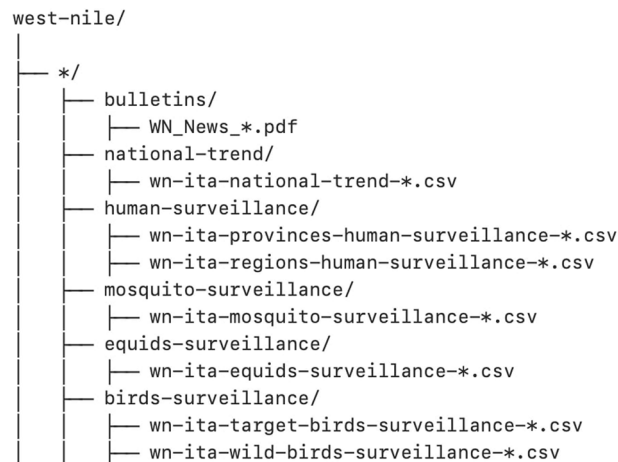 west-nile/
│
├── */
│   ├── bulletins/
│   │   ├── WN_News_*.pdf
│   ├── national-trend/
│   │   ├── wn-ita-national-trend-*.csv
│   ├── human-surveillance/
│   │   ├── wn-ita-provinces-human-surveillance-*.csv
│   │   ├── wn-ita-regions-human-surveillance-*.csv
│   ├── mosquito-surveillance/
│   │   ├── wn-ita-mosquito-surveillance-*.csv
│   ├── equids-surveillance/
│   │   ├── wn-ita-equids-surveillance-*.csv
│   ├── birds-surveillance/
│   │   ├── wn-ita-target-birds-surveillance-*.csv
│   │   ├── wn-ita-wild-birds-surveillance-*.csv